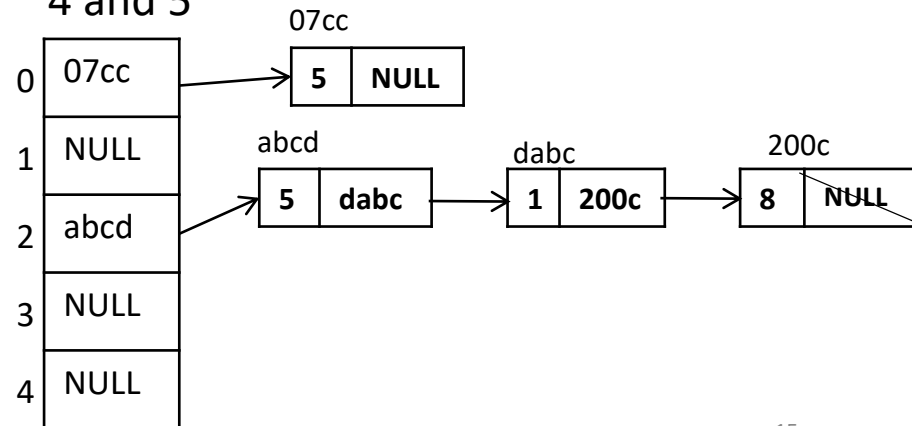 4 and 5
07cc
0 07cc 5 NULL
abcd dabc 200c
1 NULL
5 dabc 1 200c 8 NULL
2 abcd
3 NULL
4 NULL